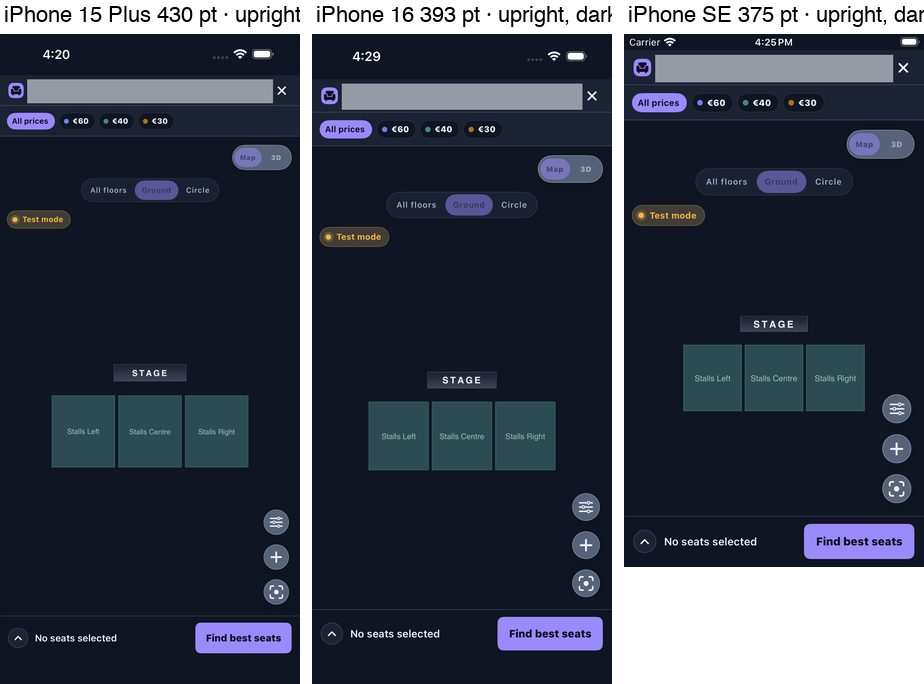 iPhone 15 Plus 430 pt · upright
4:20
All prices €60 €40 €30
Map 3D
All floors Ground Circle
Test mode
STAGE
Stalls Left Stalls Centre Stalls Right
No seats selected Find best seats
iPhone 16 393 pt · upright, dark
4:29
All prices €60 €40 €30
Map 3D
All floors Ground Circle
Test mode
STAGE
Stalls Left Stalls Centre Stalls Right
No seats selected Find best seats
iPhone SE 375 pt · upright, dar
Carrier 4:25 PM
All prices €60 €40 €30
Map 3D
All floors Ground Circle
Test mode
STAGE
Stalls Left Stalls Centre Stalls Right
No seats selected Find best seats